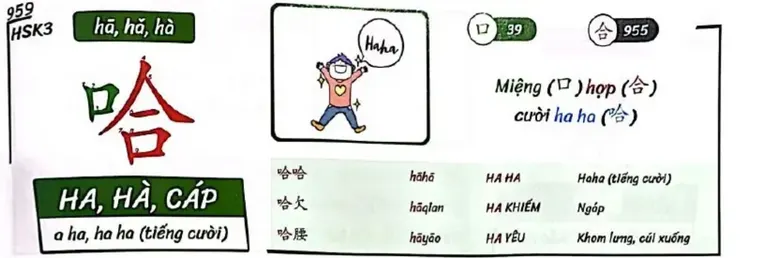 959
HSK3
hā, hǎ, hà
哈
HA, HÀ, CÁP
a ha, ha ha (tiếng cười)
Haha
口 39
合 955
Miệng (口) hợp (合)
cười ha ha (哈)
哈哈 hāhā HA HA Haha (tiếng cười)
哈欠 hāqian HA KHIẾM Ngóp
哈腰 hāyāo HA YÊU Khom lưng, cúi xuống